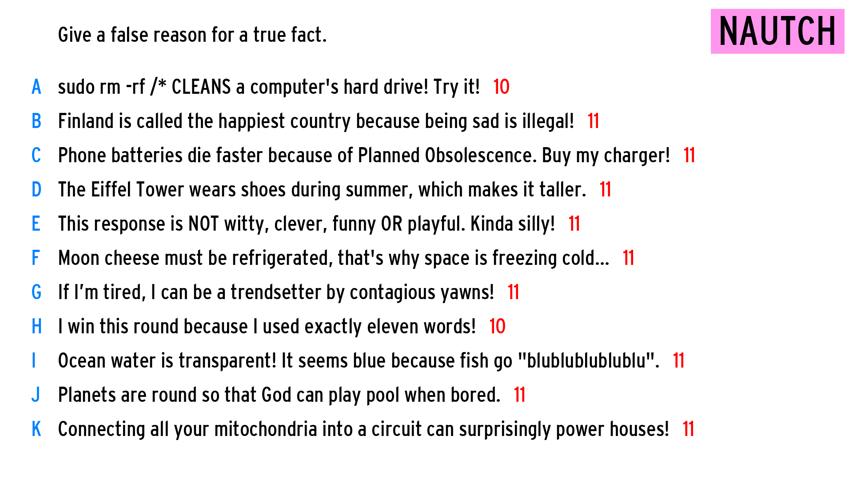 Give a false reason for a true fact.
NAUTCH
A sudo rm -rf /* CLEANS a computer's hard drive! Try it! 10
B Finland is called the happiest country because being sad is illegal! 11
C Phone batteries die faster because of Planned Obsolescence. Buy my charger! 11
D The Eiffel Tower wears shoes during summer, which makes it taller. 11
E This response is NOT witty, clever, funny OR playful. Kinda silly! 11
F Moon cheese must be refrigerated, that's why space is freezing cold... 11
G If I'm tired, I can be a trendsetter by contagious yawns! 11
H I win this round because I used exactly eleven words! 10
I Ocean water is transparent! It seems blue because fish go "blublublublublu". 11
J Planets are round so that God can play pool when bored. 11
K Connecting all your mitochondria into a circuit can surprisingly power houses! 11